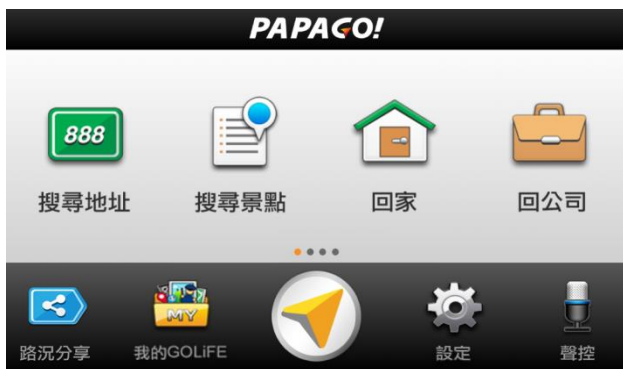 PAPAGO!
888
搜尋地址
搜尋景點
回家
回公司
MY
路況分享
我的GOLiFE
設定
聲控